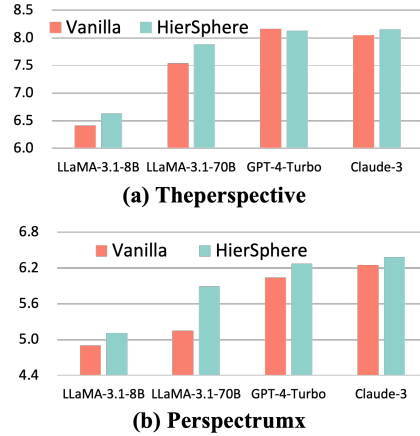 8.5
Vanilla HierSphere
8.0
7.5
7.0
6.5
6.0
LLaMA-3.1-8B LLaMA-3.1-70B GPT-4-Turbo Claude-3
(a) Theperspective
6.8
Vanilla HierSphere
6.2
5.6
5.0
4.4
LLaMA-3.1-8B LLaMA-3.1-70B GPT-4-Turbo Claude-3
(b) Perspectrumx